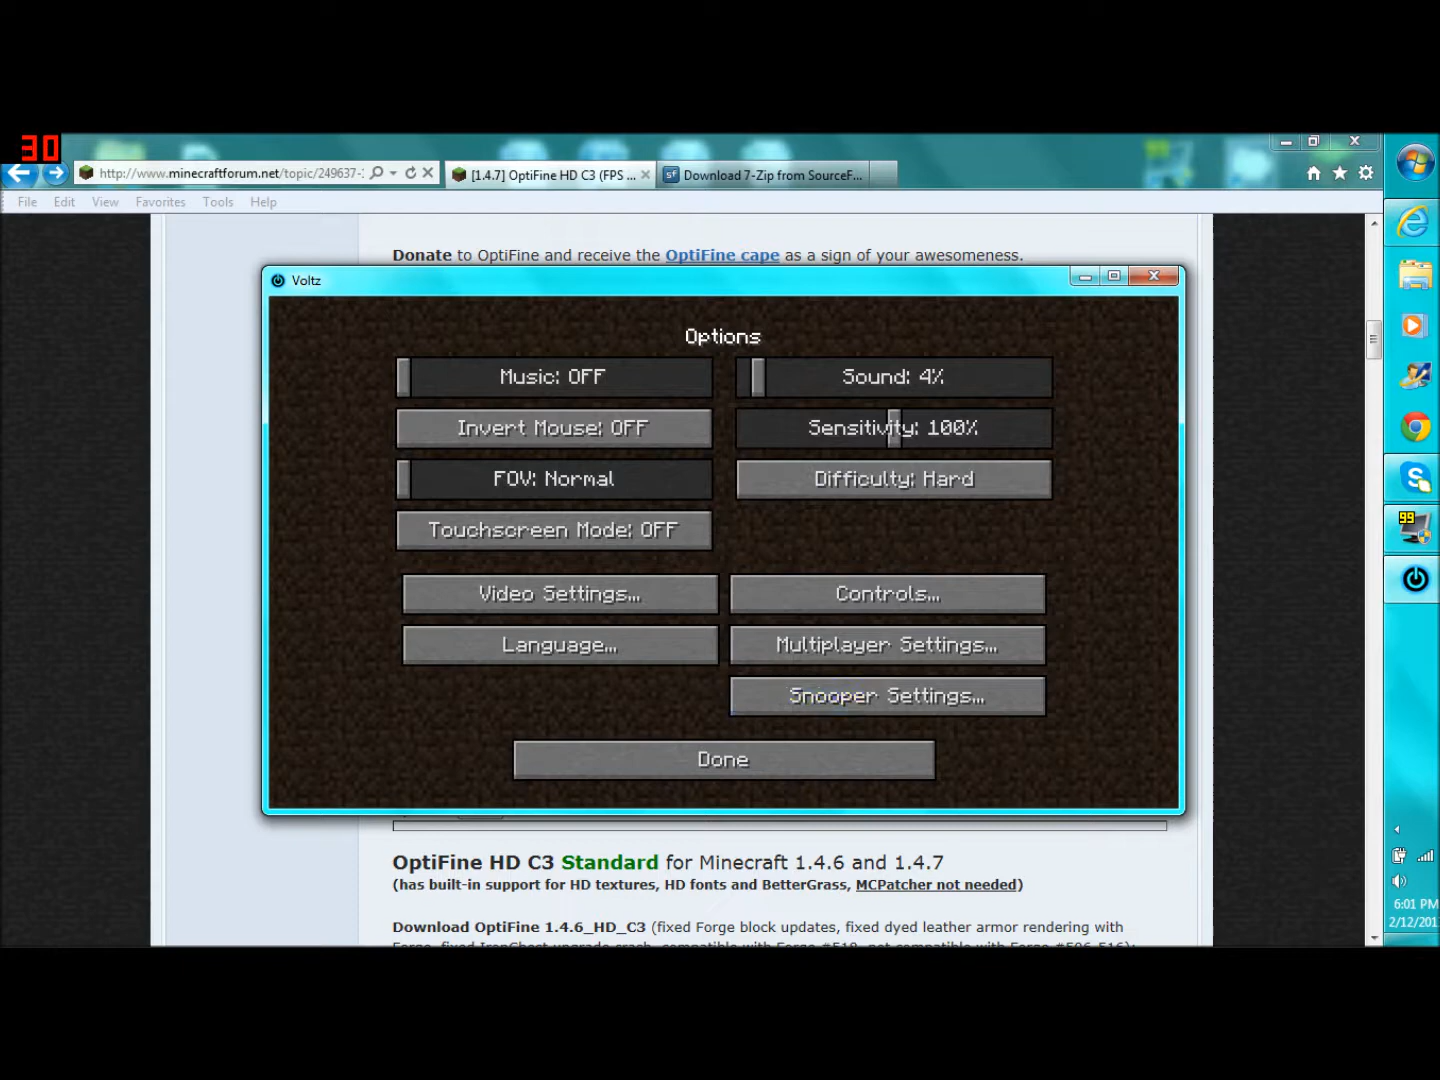 30
http://www.minecraftforum.net/topic/249637-
[1.4.7] OptiFine HD C3 (FPS ...
Download 7-Zip from SourceF...
File Edit View Favorites Tools Help
Donate to OptiFine and receive the OptiFine cape as a sign of your awesomeness.
Voltz
Options
Music: OFF
Sound: 4%
Invert Mouse: OFF
Sensitivity: 100%
FOV: Normal
Difficulty: Hard
Touchscreen Mode: OFF
Video Settings...
Controls...
Language...
Multiplayer Settings...
Snooper Settings...
Done
OptiFine HD C3 Standard for Minecraft 1.4.6 and 1.4.7
(has built-in support for HD textures, HD fonts and BetterGrass, MCPatcher not needed)
Download OptiFine 1.4.6_HD_C3 (fixed Forge block updates, fixed dyed leather armor rendering with
99
6:01 PM
2/12/201